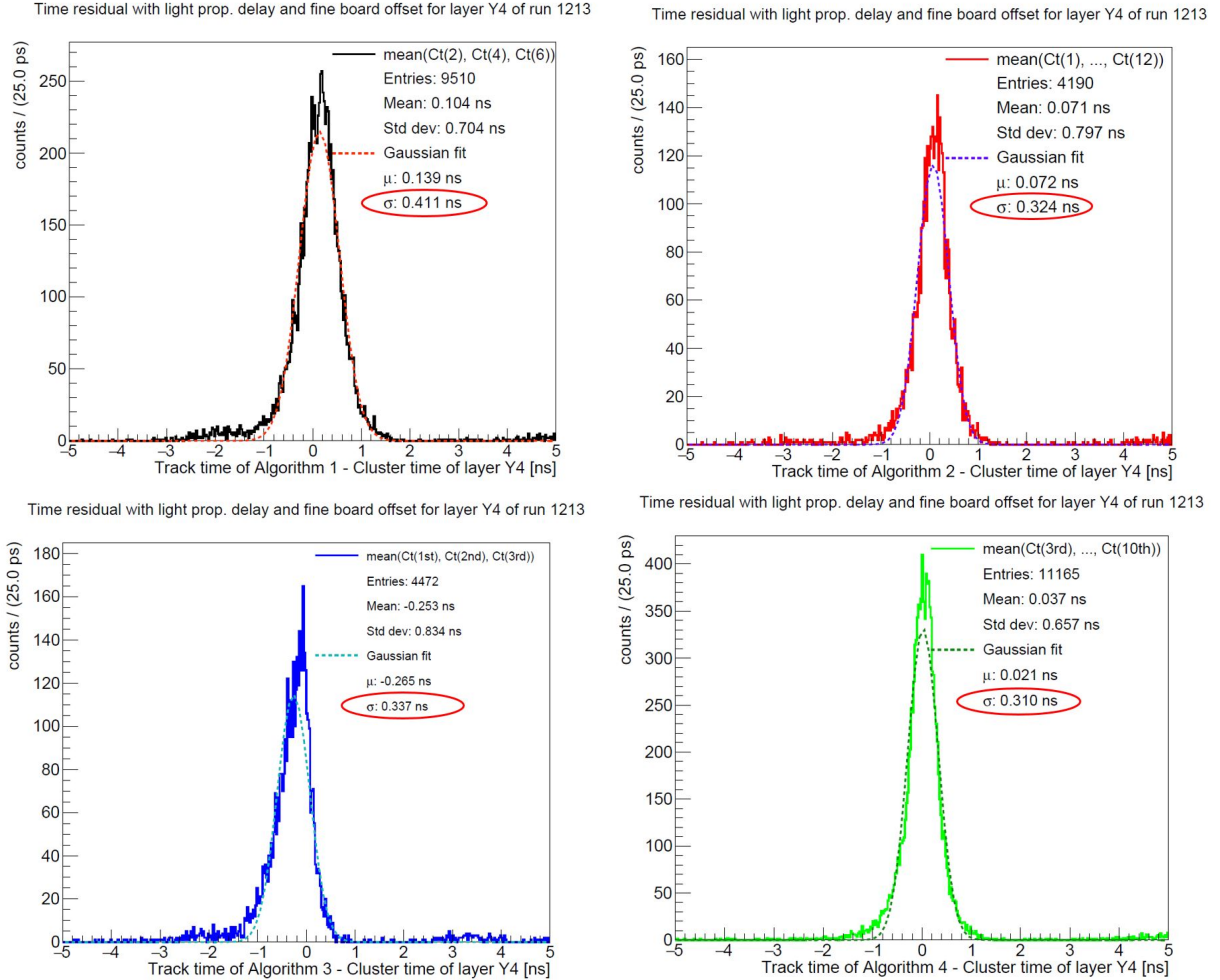 Time residual with light prop. delay and fine board offset for layer Y4 of run 1213
counts / (25.0 ps)
250
200
150
100
50
0
mean(Ct(2), Ct(4), Ct(6))
Entries: 9510
Mean: 0.104 ns
Std dev: 0.704 ns
Gaussian fit
μ: 0.139 ns
σ: 0.411 ns
−5 −4 −3 −2 −1 0 1 2 3 4 5
Track time of Algorithm 1 - Cluster time of layer Y4 [ns]
Time residual with light prop. delay and fine board offset for layer Y4 of run 1213
counts / (25.0 ps)
160
140
120
100
80
60
40
20
0
mean(Ct(1), ..., Ct(12))
Entries: 4190
Mean: 0.071 ns
Std dev: 0.797 ns
Gaussian fit
μ: 0.072 ns
σ: 0.324 ns
−5 −4 −3 −2 −1 0 1 2 3 4 5
Track time of Algorithm 2 - Cluster time of layer Y4 [ns]
Time residual with light prop. delay and fine board offset for layer Y4 of run 1213
counts / (25.0 ps)
180
160
140
120
100
80
60
40
20
0
mean(Ct(1st), Ct(2nd), Ct(3rd))
Entries: 4472
Mean: -0.253 ns
Std dev: 0.834 ns
Gaussian fit
μ: -0.265 ns
σ: 0.337 ns
−5 −4 −3 −2 −1 0 1 2 3 4 5
Track time of Algorithm 3 - Cluster time of layer Y4 [ns]
Time residual with light prop. delay and fine board offset for layer Y4 of run 1213
counts / (25.0 ps)
400
350
300
250
200
150
100
50
0
mean(Ct(3rd), ..., Ct(10th))
Entries: 11165
Mean: 0.037 ns
Std dev: 0.657 ns
Gaussian fit
μ: 0.021 ns
σ: 0.310 ns
−5 −4 −3 −2 −1 0 1 2 3 4 5
Track time of Algorithm 4 - Cluster time of layer Y4 [ns]